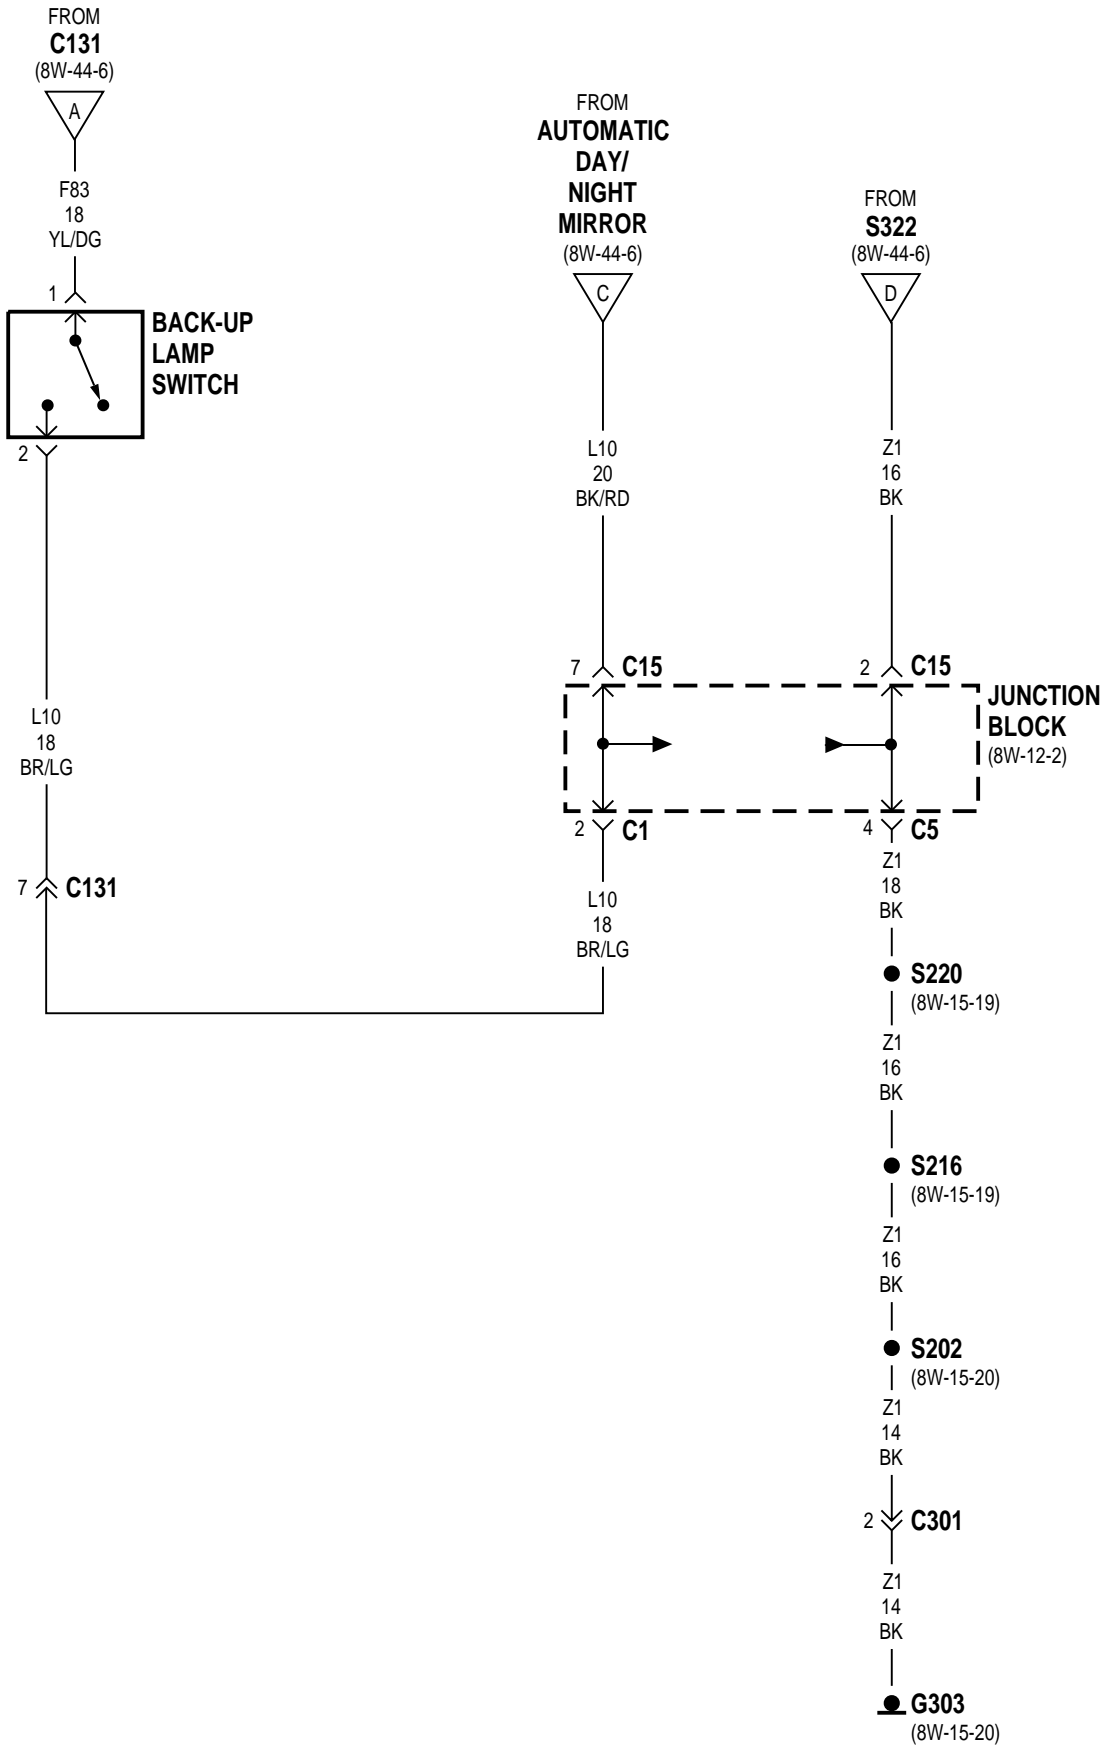 FROM
C131
(8W-44-6)
A
F83
18
YL/DG
1
BACK-UP
LAMP
SWITCH
2
L10
18
BR/LG
7 C131
FROM
AUTOMATIC
DAY/
NIGHT
MIRROR
(8W-44-6)
C
L10
20
BK/RD
7 C15
2 C1
L10
18
BR/LG
FROM
S322
(8W-44-6)
D
Z1
16
BK
2 C15
JUNCTION
BLOCK
(8W-12-2)
4 C5
Z1
18
BK
S220
(8W-15-19)
Z1
16
BK
S216
(8W-15-19)
Z1
16
BK
S202
(8W-15-20)
Z1
14
BK
2 C301
Z1
14
BK
G303
(8W-15-20)